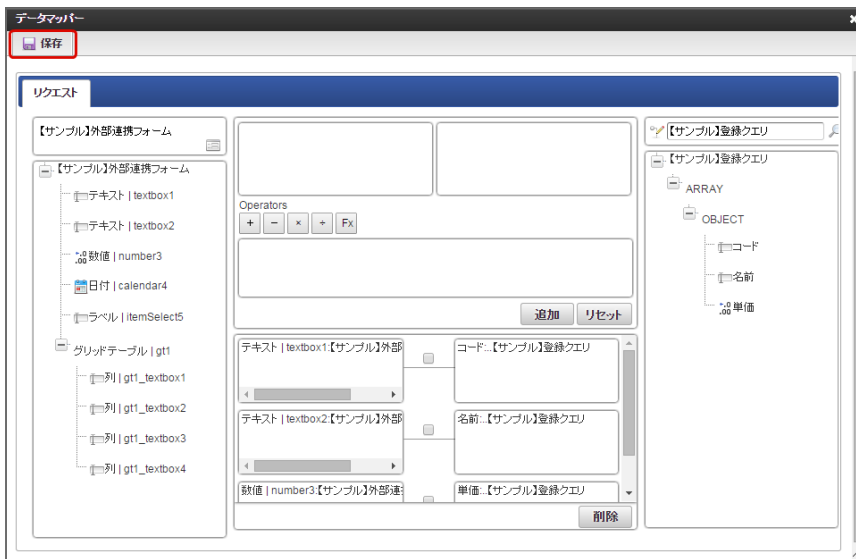 データマッパー
保存
リクエスト
【サンプル】外部連携フォーム
【サンプル】外部連携フォーム
テキスト | textbox1
テキスト | textbox2
数値 | number3
日付 | calendar4
ラベル | itemSelect5
グリッドテーブル | gt1
列 | gt1_textbox1
列 | gt1_textbox2
列 | gt1_textbox3
列 | gt1_textbox4
Operators
+ − × ÷ Fx
追加 リセット
テキスト | textbox1:【サンプル】外部
コード:..【サンプル】登録クエリ
テキスト | textbox2:【サンプル】外部
名前:..【サンプル】登録クエリ
数値 | number3:【サンプル】外部連
単価:..【サンプル】登録クエリ
削除
【サンプル】登録クエリ
【サンプル】登録クエリ
ARRAY
OBJECT
コード
名前
単価